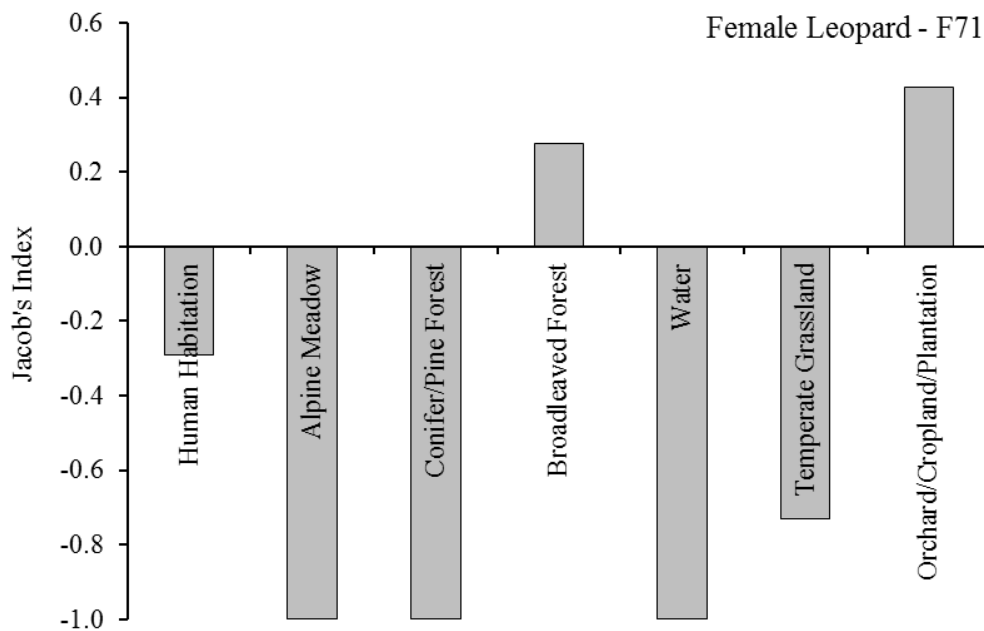 Female Leopard - F71
Jacob's Index
0.6
0.4
0.2
0.0
-0.2
-0.4
-0.6
-0.8
-1.0
Human Habitation
Alpine Meadow
Conifer/Pine Forest
Broadleaved Forest
Water
Temperate Grassland
Orchard/Cropland/Plantation